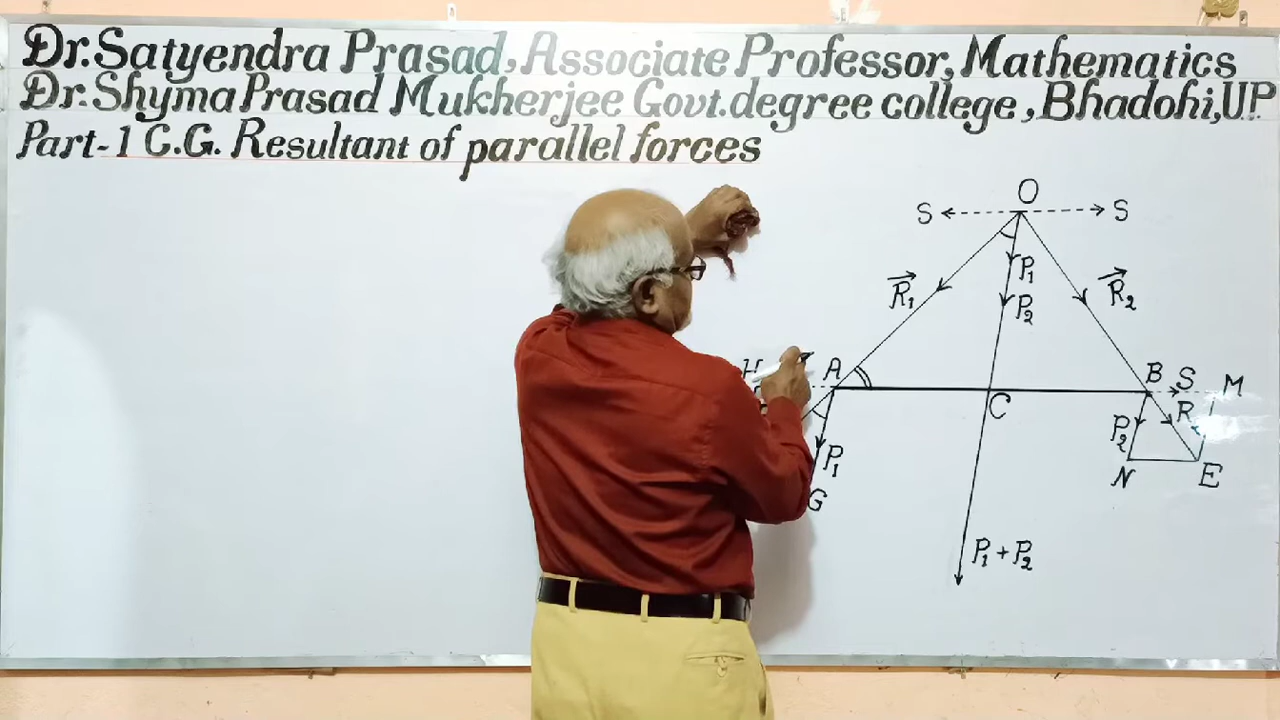 Dr. Satyendra Prasad, Associate Professor, Mathematics
Dr. Shyma Prasad Mukherjee Govt. degree college, Bhadohi, U.P.
Part-1 C.G. Resultant of parallel forces
O
S S
P₁
R₁ P₂ R₂
H A B S M
C R₂
P₂
P₁
N E
G
P₁ + P₂